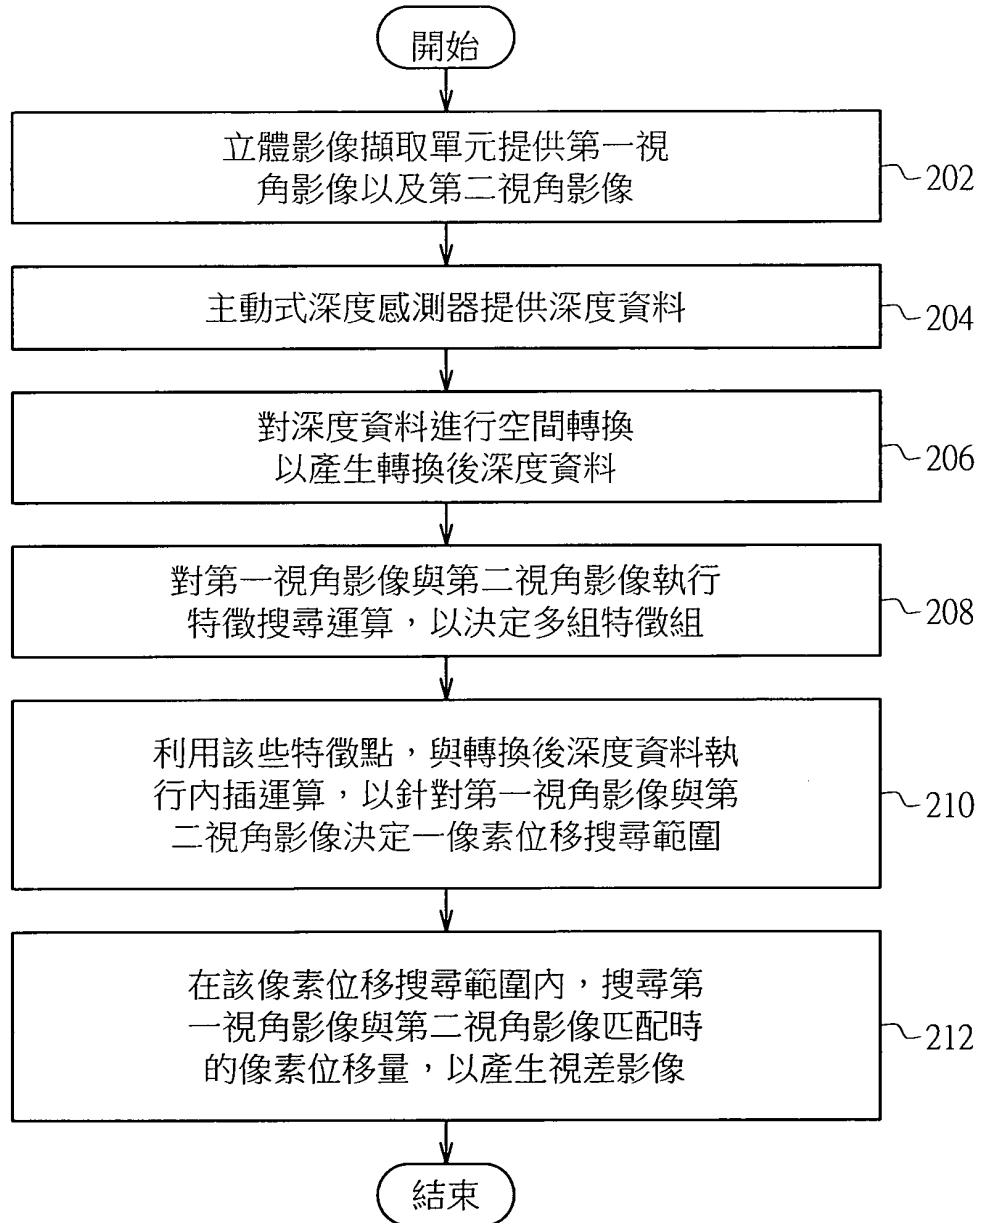 開始
立體影像擷取單元提供第一視
角影像以及第二視角影像
202
主動式深度感測器提供深度資料
204
對深度資料進行空間轉換
以產生轉換後深度資料
206
對第一視角影像與第二視角影像執行
特徵搜尋運算，以決定多組特徵組
208
利用該些特徵點，與轉換後深度資料執
行內插運算，以針對第一視角影像與第
二視角影像決定一像素位移搜尋範圍
210
在該像素位移搜尋範圍內，搜尋第
一視角影像與第二視角影像匹配時
的像素位移量，以產生視差影像
212
結束